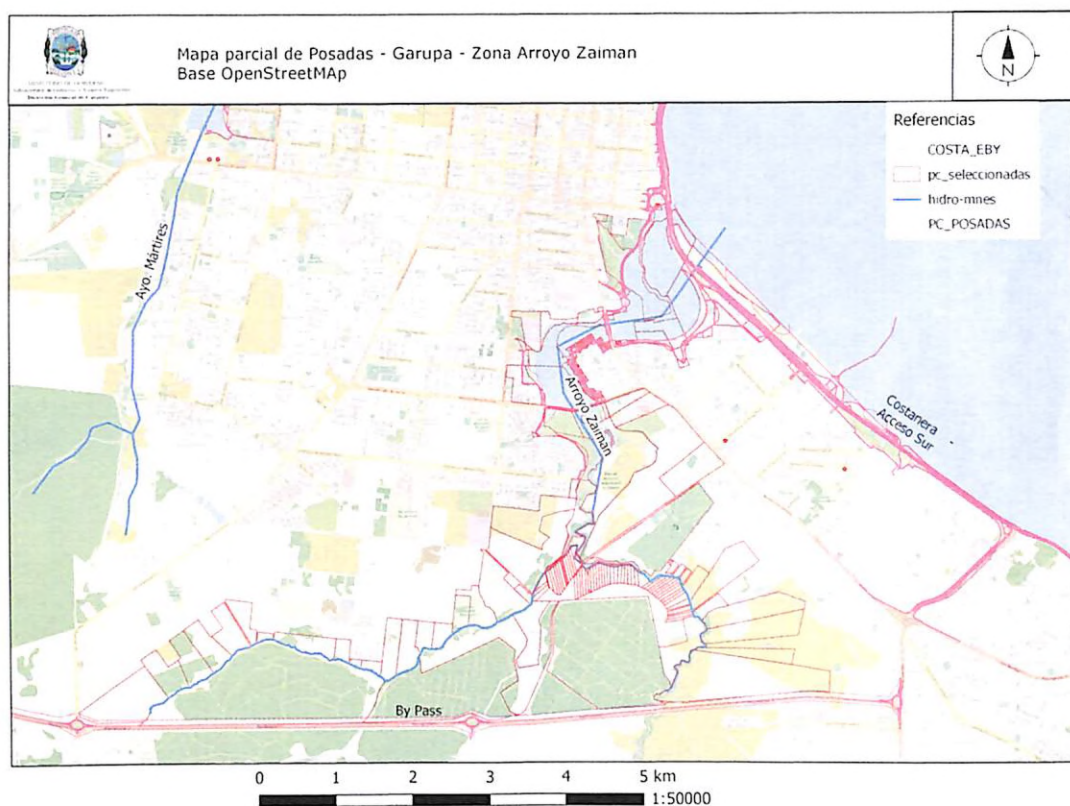 Mapa parcial de Posadas - Garupa - Zona Arroyo Zaiman
Base OpenStreetMAp
N
Referencias
COSTA_EBY
pc_seleccionadas
hidro-mnes
PC_POSADAS
Ayo. Mártires
Arroyo Zaiman
Costanera
Acceso Sur
By Pass
0 1 2 3 4 5 km
1:50000